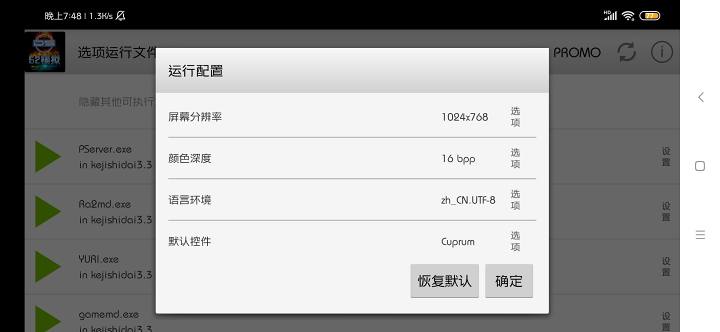 晚上7:48 | 1.3K/s
HD
77
选项运行文件
PROMO
隐藏其他可执行
PServer.exe
in kejishidai3.3
设置
Ra2md.exe
in kejishidai3.3
设置
YURI.exe
in kejishidai3.3
设置
gamemd.exe
in kejishidai3.3
设置
运行配置
屏幕分辨率 1024x768 选项
颜色深度 16 bpp 选项
语言环境 zh_CN.UTF-8 选项
默认控件 Cuprum 选项
恢复默认 确定